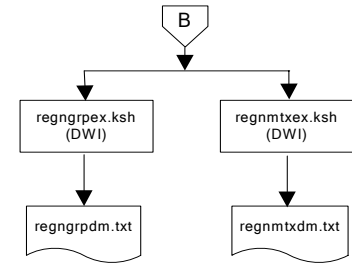 B
regngrpex.ksh
(DWI)
regnmtxex.ksh
(DWI)
regngrpdm.txt
regnmtxdm.txt